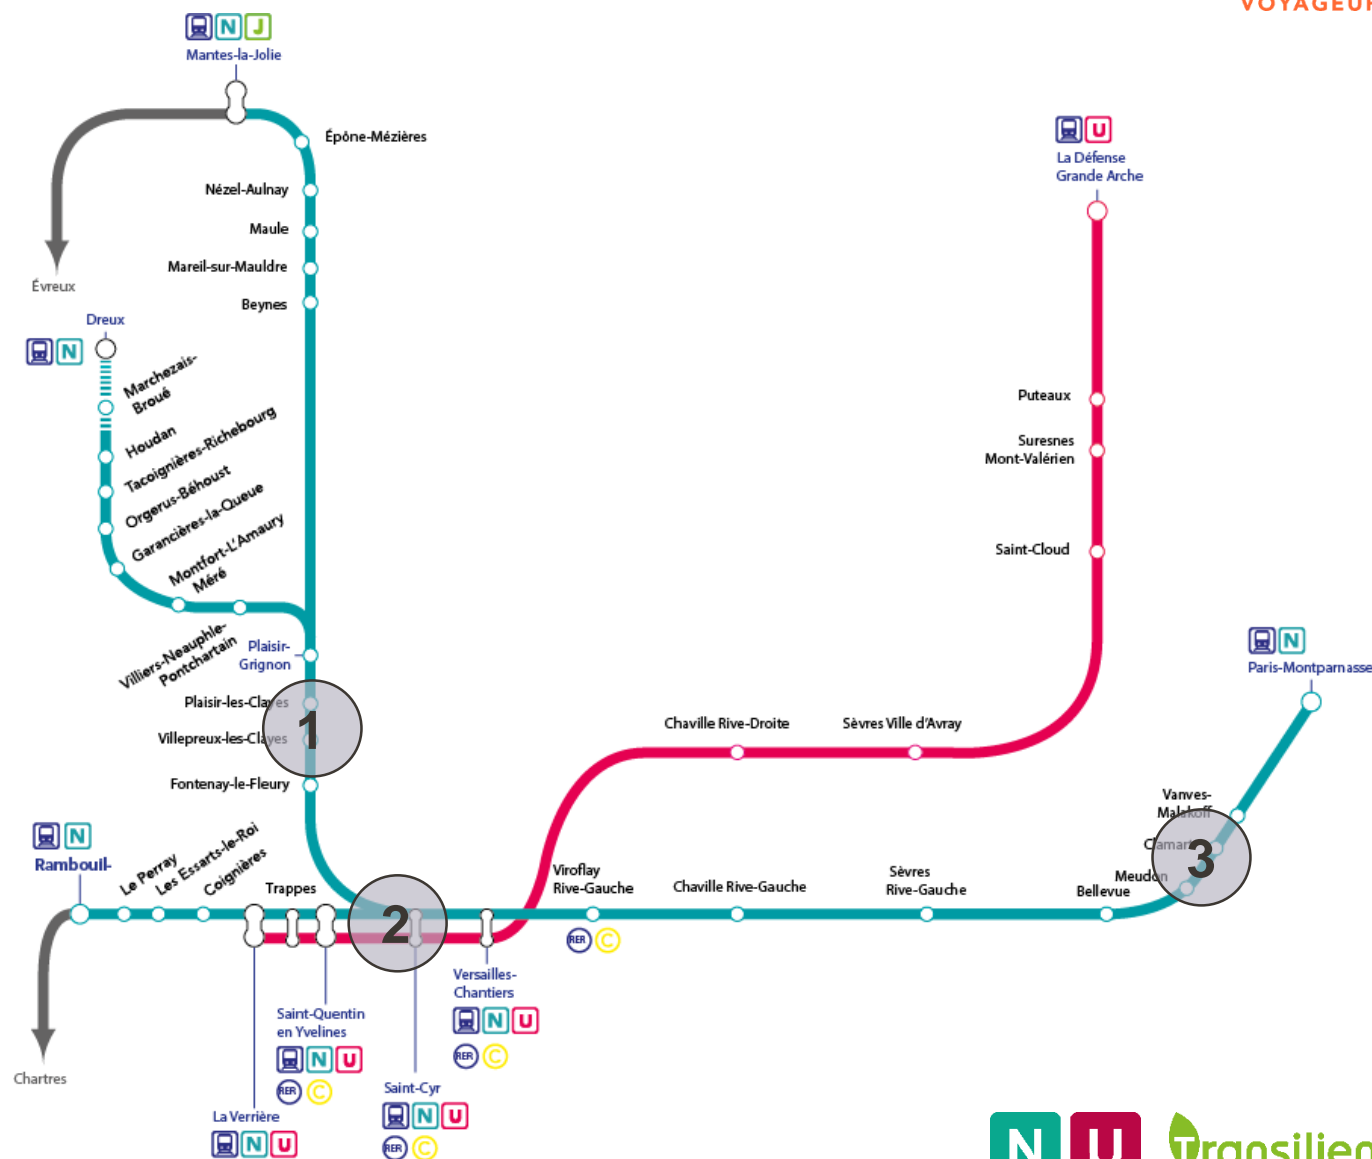 VOYAGEUR
N J
Mantes-la-Jolie
Épône-Mézières
Nézel-Aulnay
Maule
Mareil-sur-Mauldre
Beynes
Évreux
Dreux
N
Marchezais-
Broué
Houdan
Tacoignières-Richebourg
Orgerus-Béhoust
Garancières-la-Queue
Montfort-L'Amaury
Méré
Villiers-Neauphle-
Pontchartain
Plaisir-
Grignon
Plaisir-les-Clayes
1
Villepreux-les-Clayes
Fontenay-le-Fleury
U
La Défense
Grande Arche
Puteaux
Suresnes
Mont-Valérien
Saint-Cloud
N
Paris-Montparnasse
Chaville Rive-Droite
Sèvres Ville d'Avray
Vanves-
Malakoff
Clamart
3
Meudon
Bellevue
N
Rambouil-
Le Perray
Les Essarts-le-Roi
Coignières
Trappes
2
Viroflay
Rive-Gauche
RER C
Chaville Rive-Gauche
Sèvres
Rive-Gauche
Versailles-
Chantiers
N U
RER C
Saint-Quentin
en Yvelines
N U
RER C
Saint-Cyr
N U
RER C
La Verrière
N U
Chartres
N U Transilien